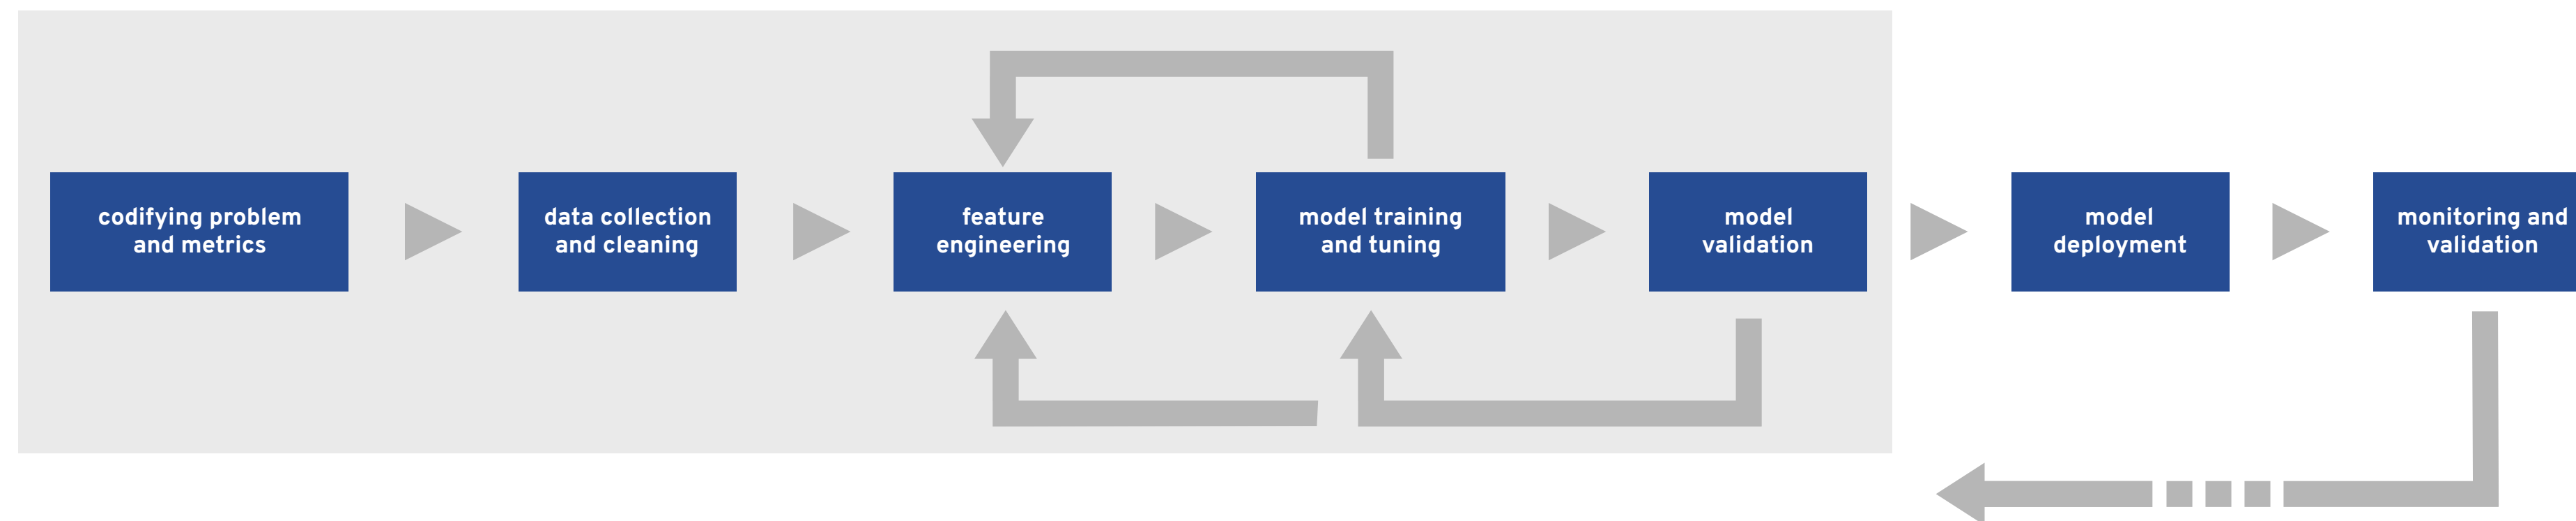 codifying problem
and metrics
data collection
and cleaning
feature
engineering
model training
and tuning
model
validation
model
deployment
monitoring and
validation